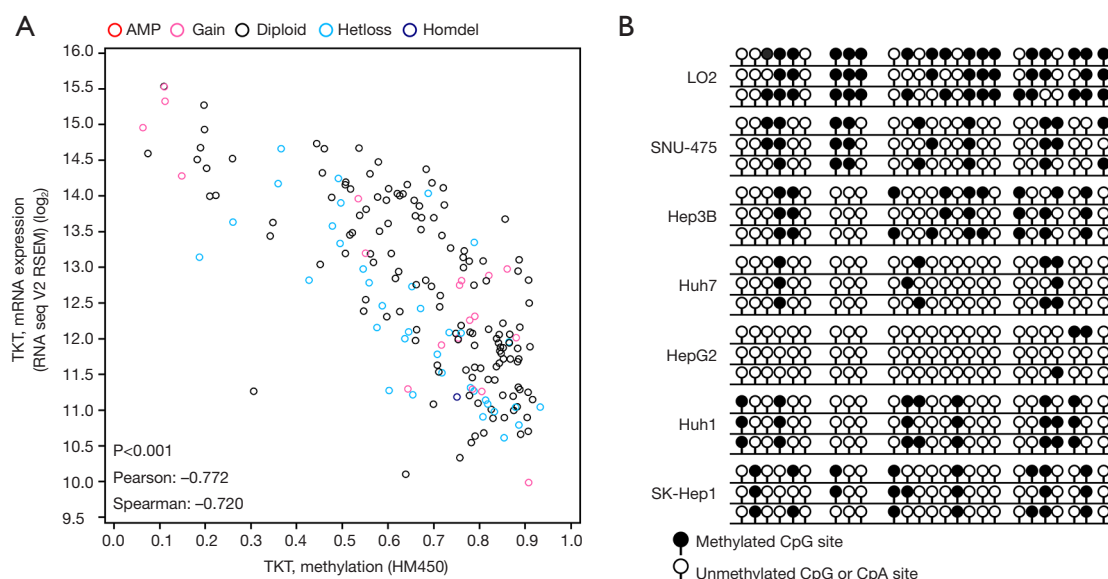 A
AMP Gain Diploid Hetloss Homdel
16.0
15.5
15.0
14.5
14.0
13.5
13.0
12.5
12.0
11.5
11.0
10.5
10.0
9.5
TKT, mRNA expression
(RNA seq V2 RSEM) (log2)
P<0.001
Pearson: –0.772
Spearman: –0.720
0.0 0.1 0.2 0.3 0.4 0.5 0.6 0.7 0.8 0.9 1.0
TKT, methylation (HM450)
B
LO2
SNU-475
Hep3B
Huh7
HepG2
Huh1
SK-Hep1
Methylated CpG site
Unmethylated CpG or CpA site